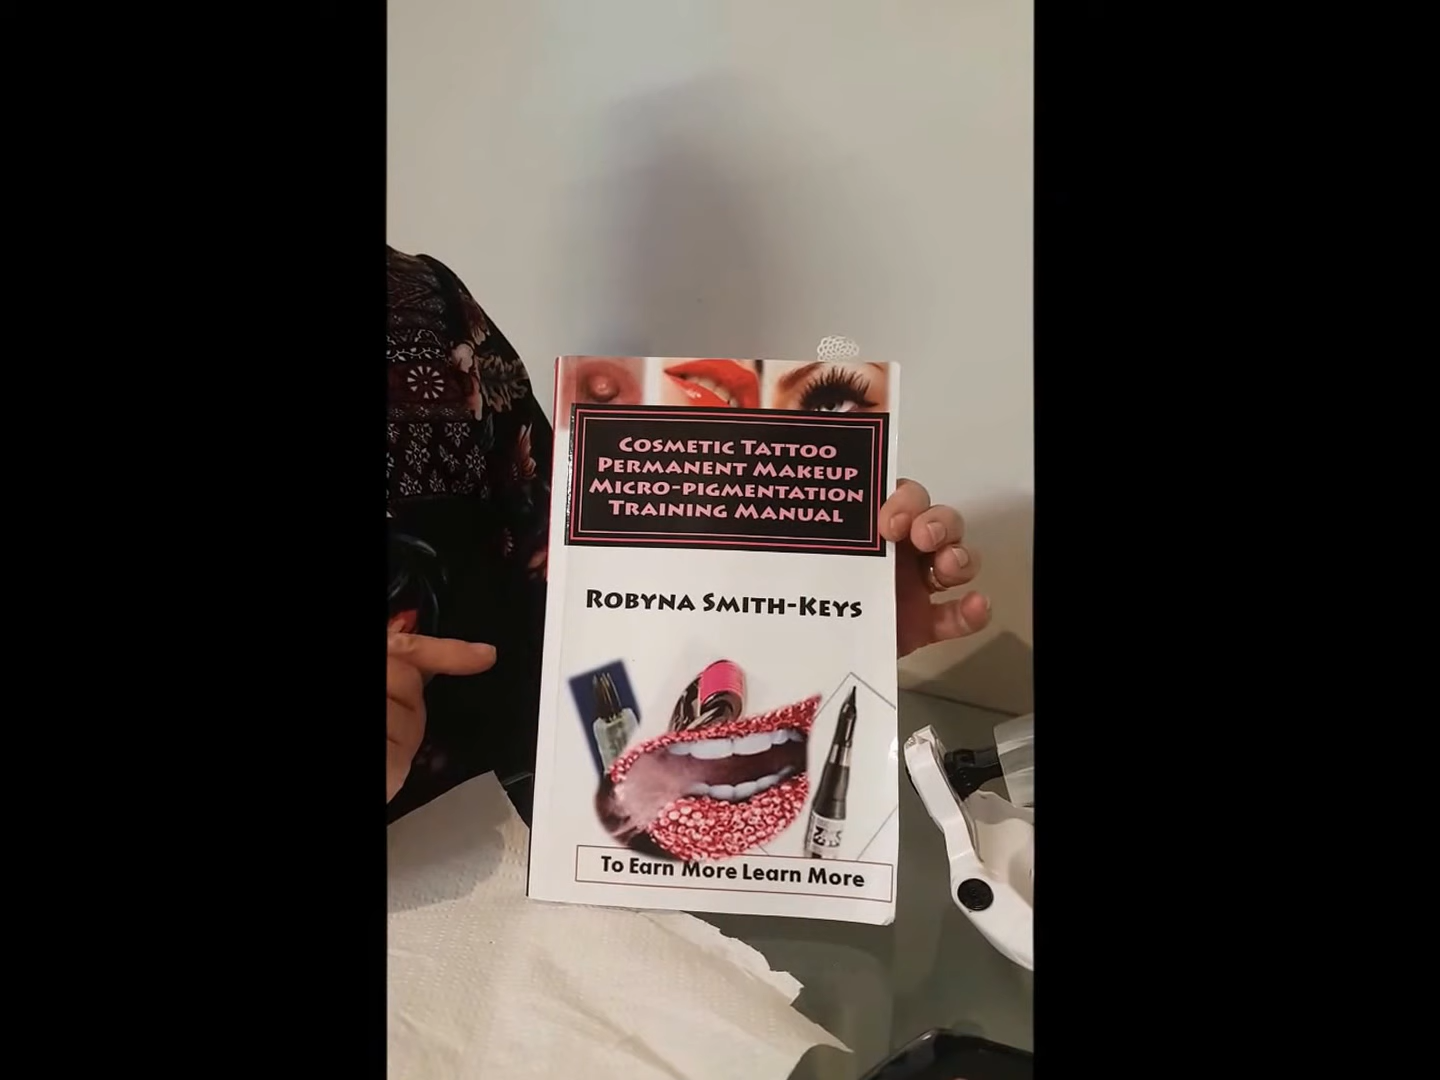 Cosmetic Tattoo
Permanent Makeup
Micro-pigmentation
Training Manual
Robyna Smith-Keys
To Earn More Learn More